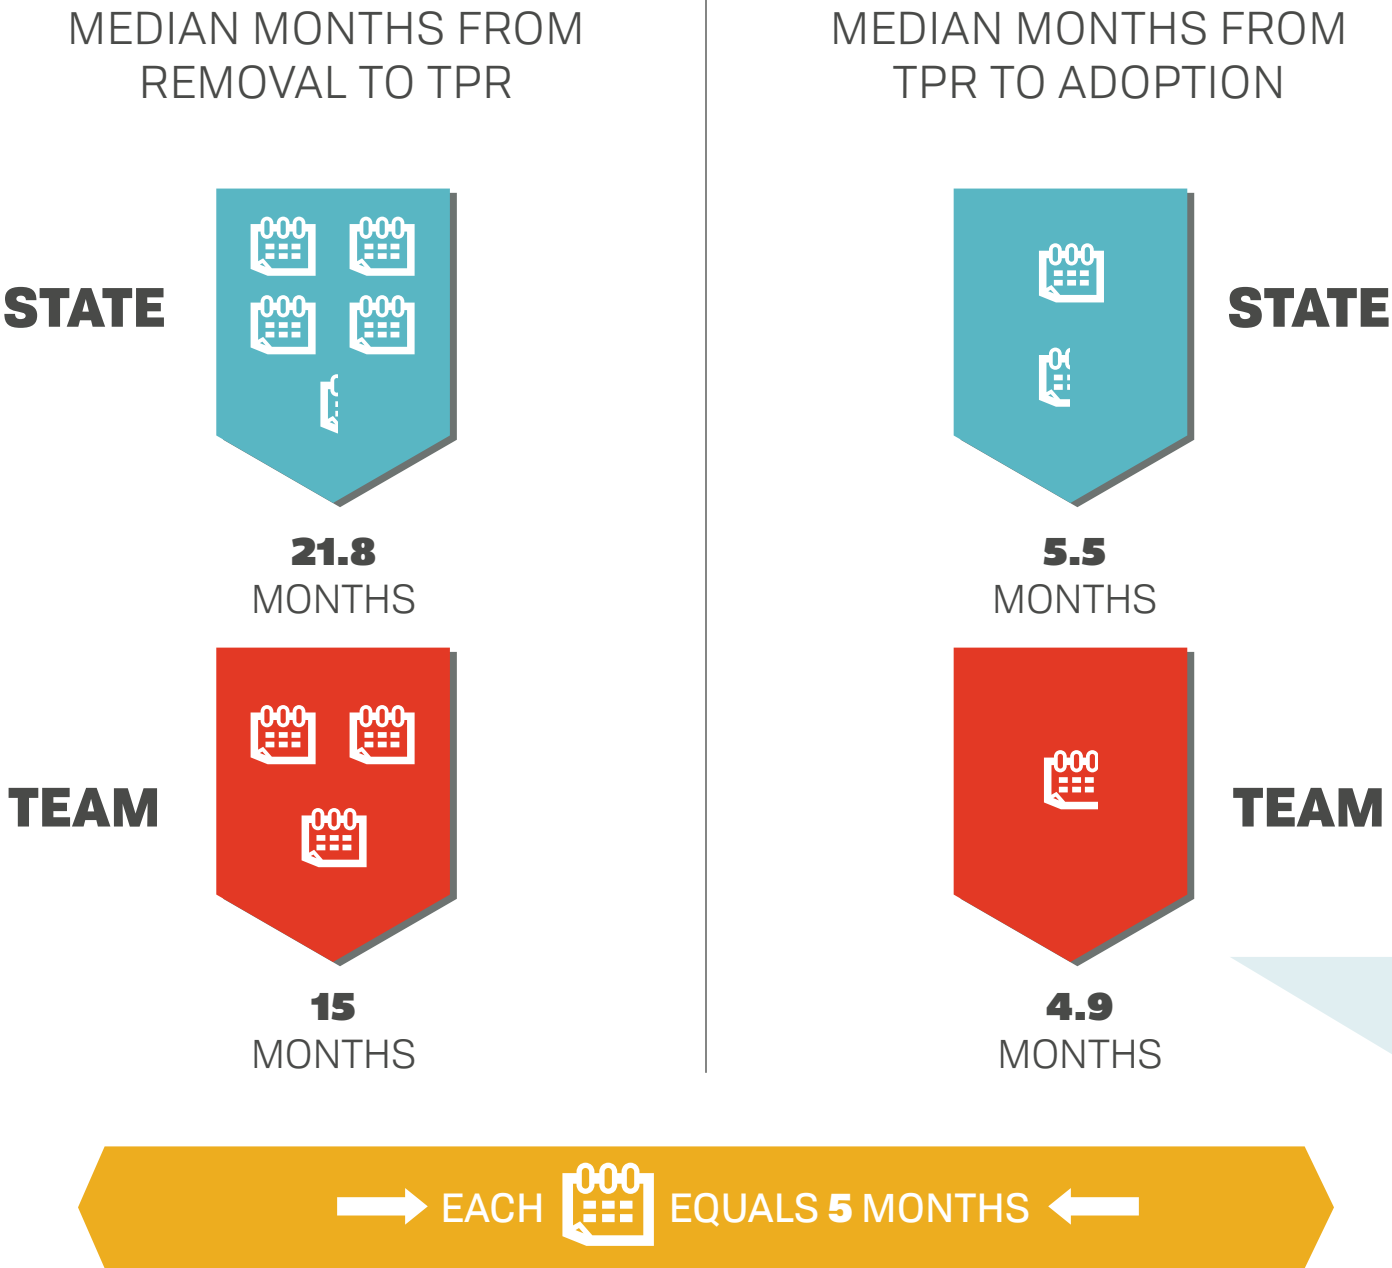 MEDIAN MONTHS FROM
REMOVAL TO TPR
STATE
21.8
MONTHS
TEAM
15
MONTHS
MEDIAN MONTHS FROM
TPR TO ADOPTION
STATE
5.5
MONTHS
TEAM
4.9
MONTHS
EACH EQUALS 5 MONTHS